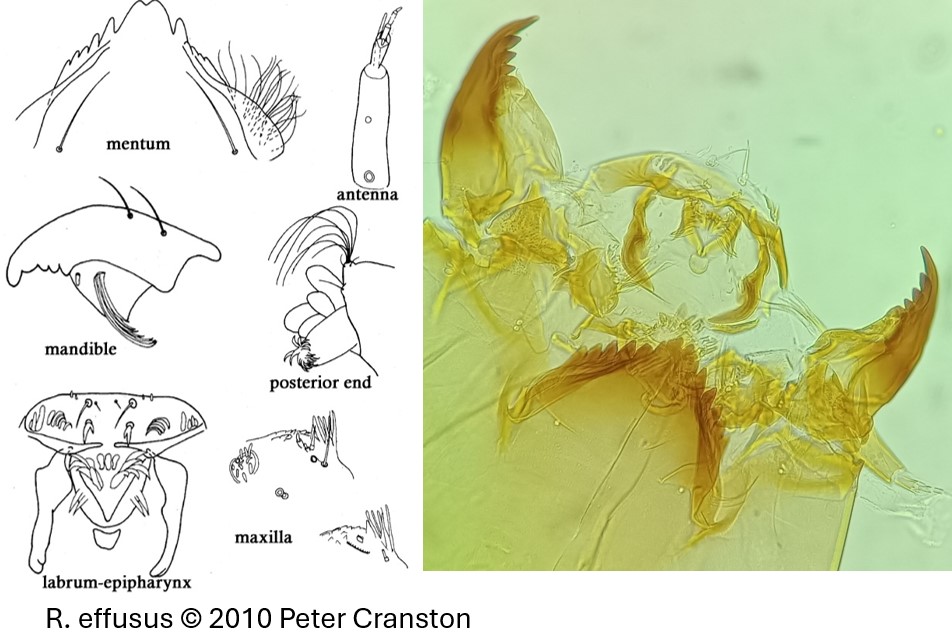 mentum
antenna
mandible
posterior end
maxilla
labrum-epipharynx
R. effusus © 2010 Peter Cranston